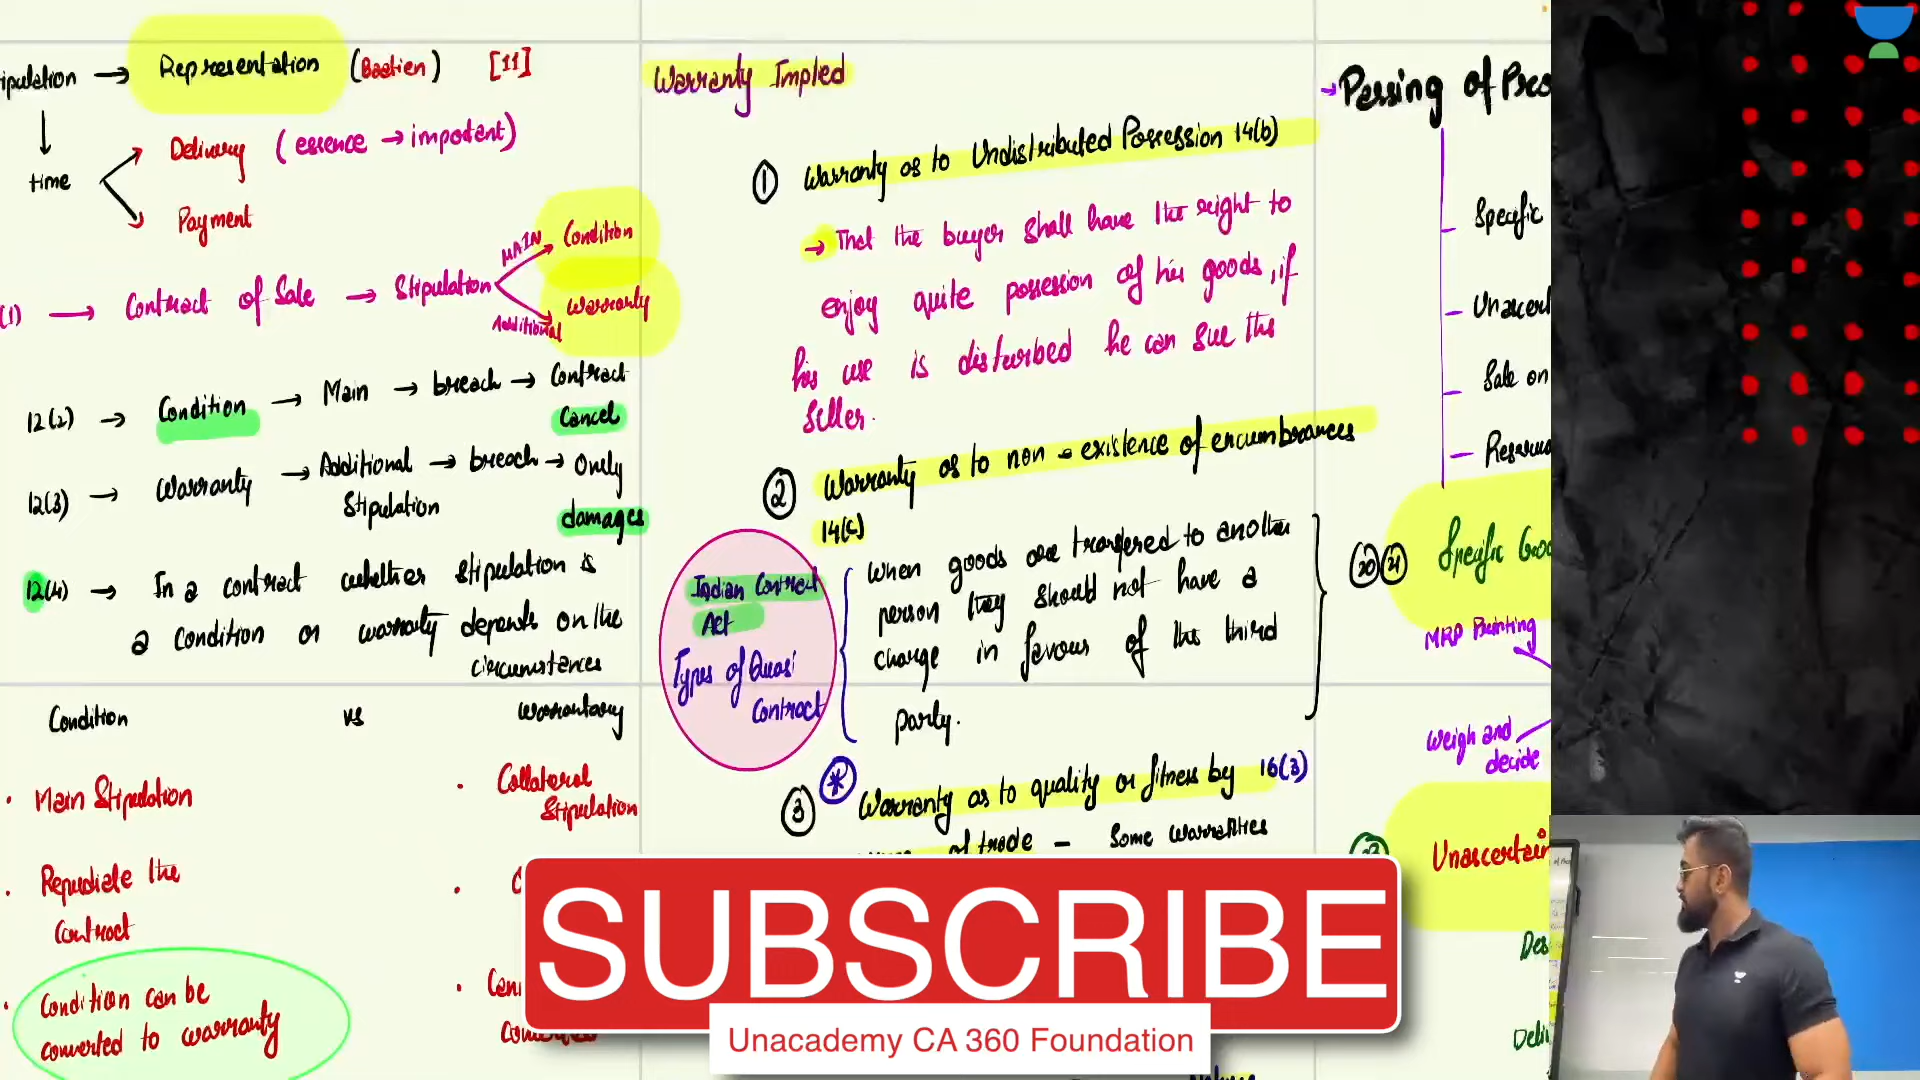 ipulation → Representation (Bastien) [11]
↓
time
Delivery (essence → impotent)
Payment
(1) → Contract of Sale → Stipulation
MAIN Condition
Additional Warranty
12(2) → Condition → Main → breach → Contract
Cancel
12(3) → Warranty → Additional → breach → Only
Stipulation
damages
12(4) → In a contract whether stipulation is
a condition or warranty depends on the
circumstances
Condition vs Warrantary
· Main Stipulation
· Repudiate the
Contract
· Condition can be
converted to warranty
· Collateral
Stipulation
Warranty Implied
① Warranty as to Undistributed Possession 14(b)
→ That the buyer shall have the right to
enjoy quite possession of his goods, if
his use is disturbed he can sue the
Seller.
② Warranty as to non - existence of encumbrances
14(c)
When goods are transfered to another
person they should not have a
charge in favour of the third
party.
Indian Contract
Act
Types of Quasi
Contract
③ * Warranty as to quality or fitness by 16(3)
of trade – Some warranties
→ Passing of
Specific
Sale on
20 21 Specific
MRP Printing
Weigh and
decide
SUBSCRIBE
Unacademy CA 360 Foundation